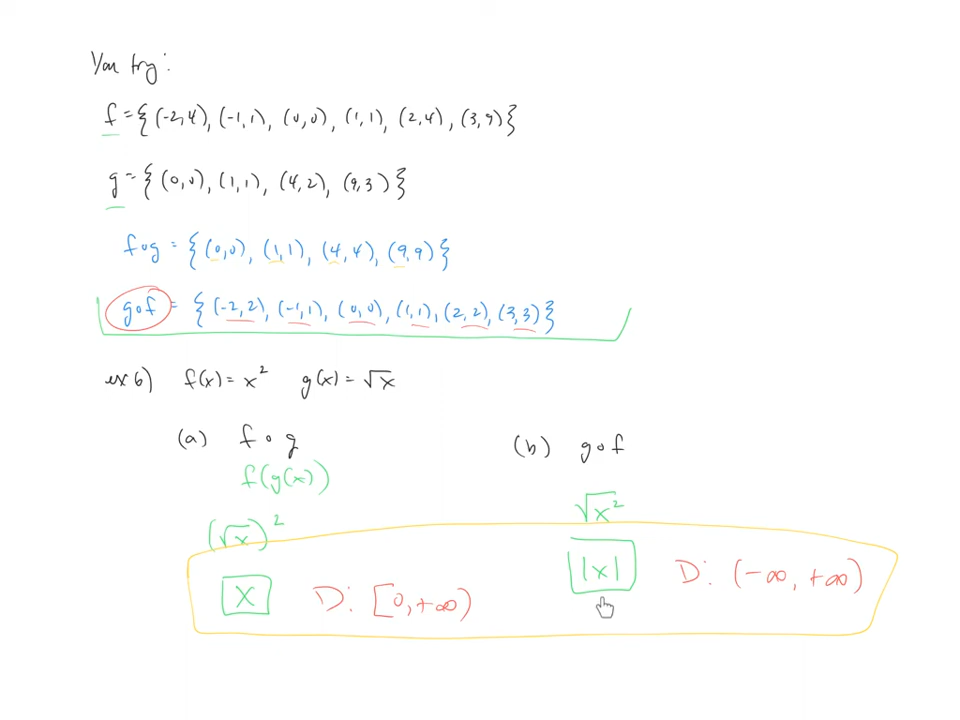 You try:
f = {(-2,4), (-1,1), (0,0), (1,1), (2,4), (3,9)}
g = {(0,0), (1,1), (4,2), (9,3)}
f∘g = {(0,0), (1,1), (4,4), (9,9)}
g∘f = {(-2,2), (-1,1), (0,0), (1,1), (2,2), (3,3)}
ex 6) f(x) = x² g(x) = √x
(a) f∘g (b) g∘f
f(g(x))
(√x)² √x²
x D: [0,+∞) |x| D: (-∞,+∞)